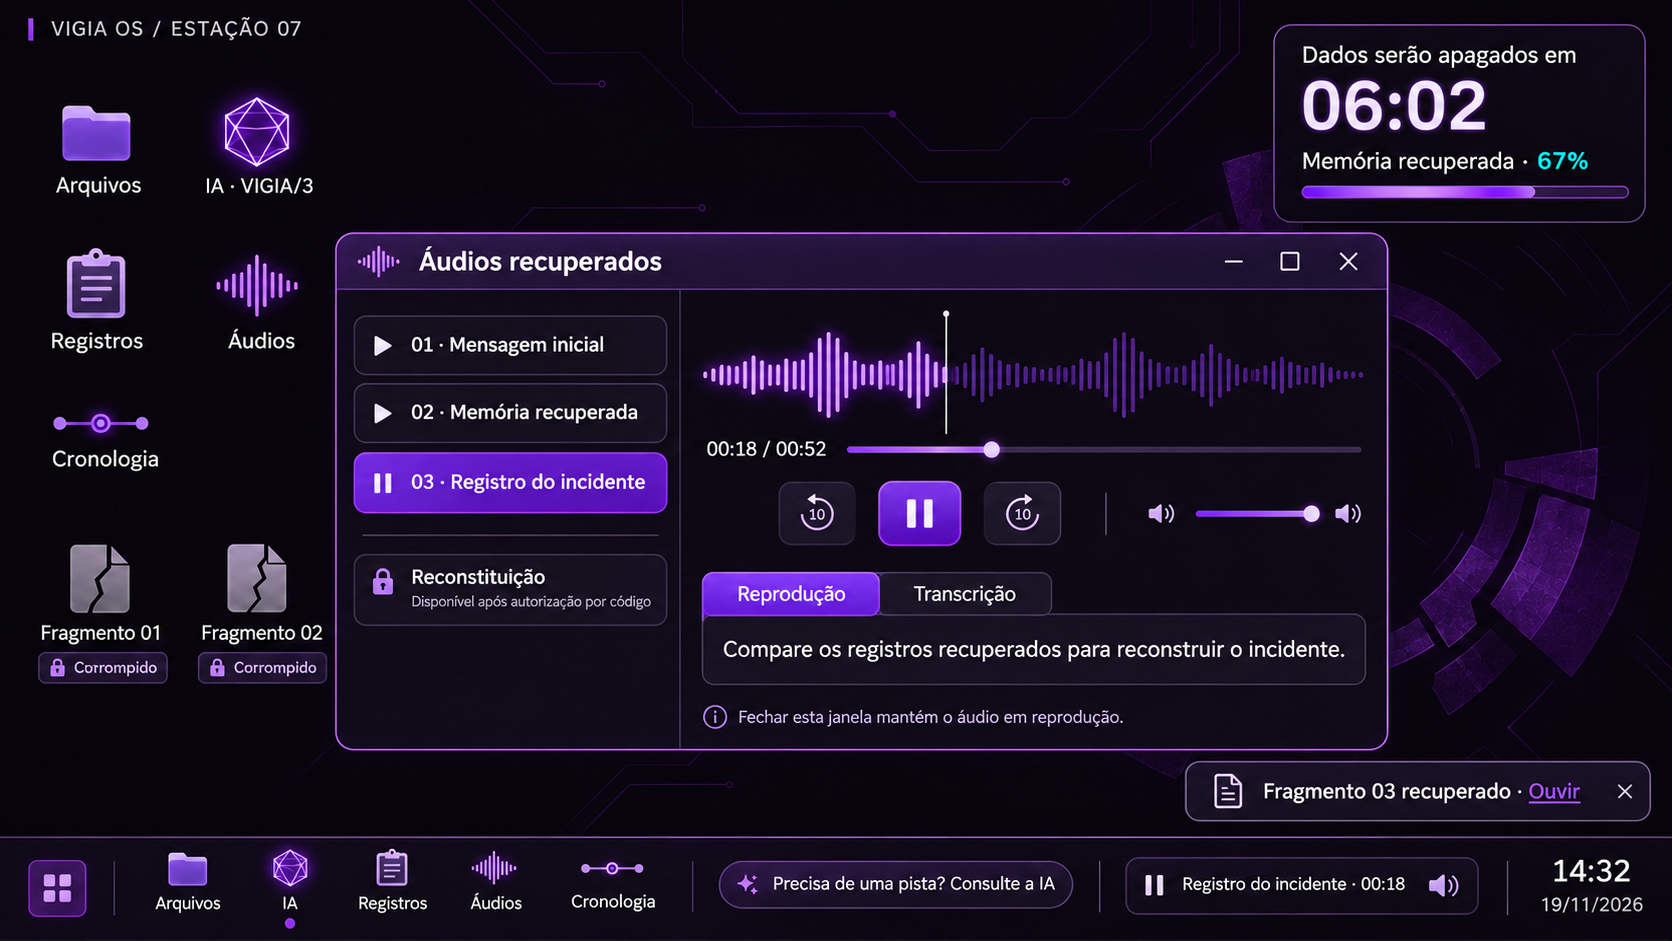 VIGIA OS / ESTAÇÃO 07
Dados serão apagados em
06:02
Memória recuperada · 67%
Arquivos
IA · VIGIA/3
Registros
Áudios
Cronologia
Fragmento 01
Corrompido
Fragmento 02
Corrompido
Áudios recuperados
01 · Mensagem inicial
02 · Memória recuperada
03 · Registro do incidente
Reconstituição
Disponível após autorização por código
00:18 / 00:52
10
10
Reprodução
Transcrição
Compare os registros recuperados para reconstruir o incidente.
Fechar esta janela mantém o áudio em reprodução.
Fragmento 03 recuperado · Ouvir
Arquivos
IA
Registros
Áudios
Cronologia
Precisa de uma pista? Consulte a IA
Registro do incidente · 00:18
14:32
19/11/2026